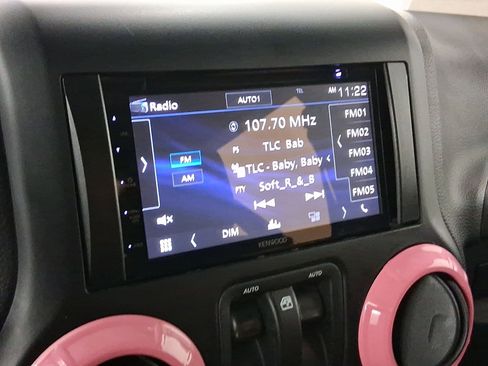 Radio
AUTO1
TEL
AM 11:22
107.70 MHz
FM01
PS TLC Bab
FM02
FM
TLC - Baby, Baby
FM03
AM
PTY Soft_R_&_B
FM04
FM05
DIM
KENWOOD
AUTO
AUTO